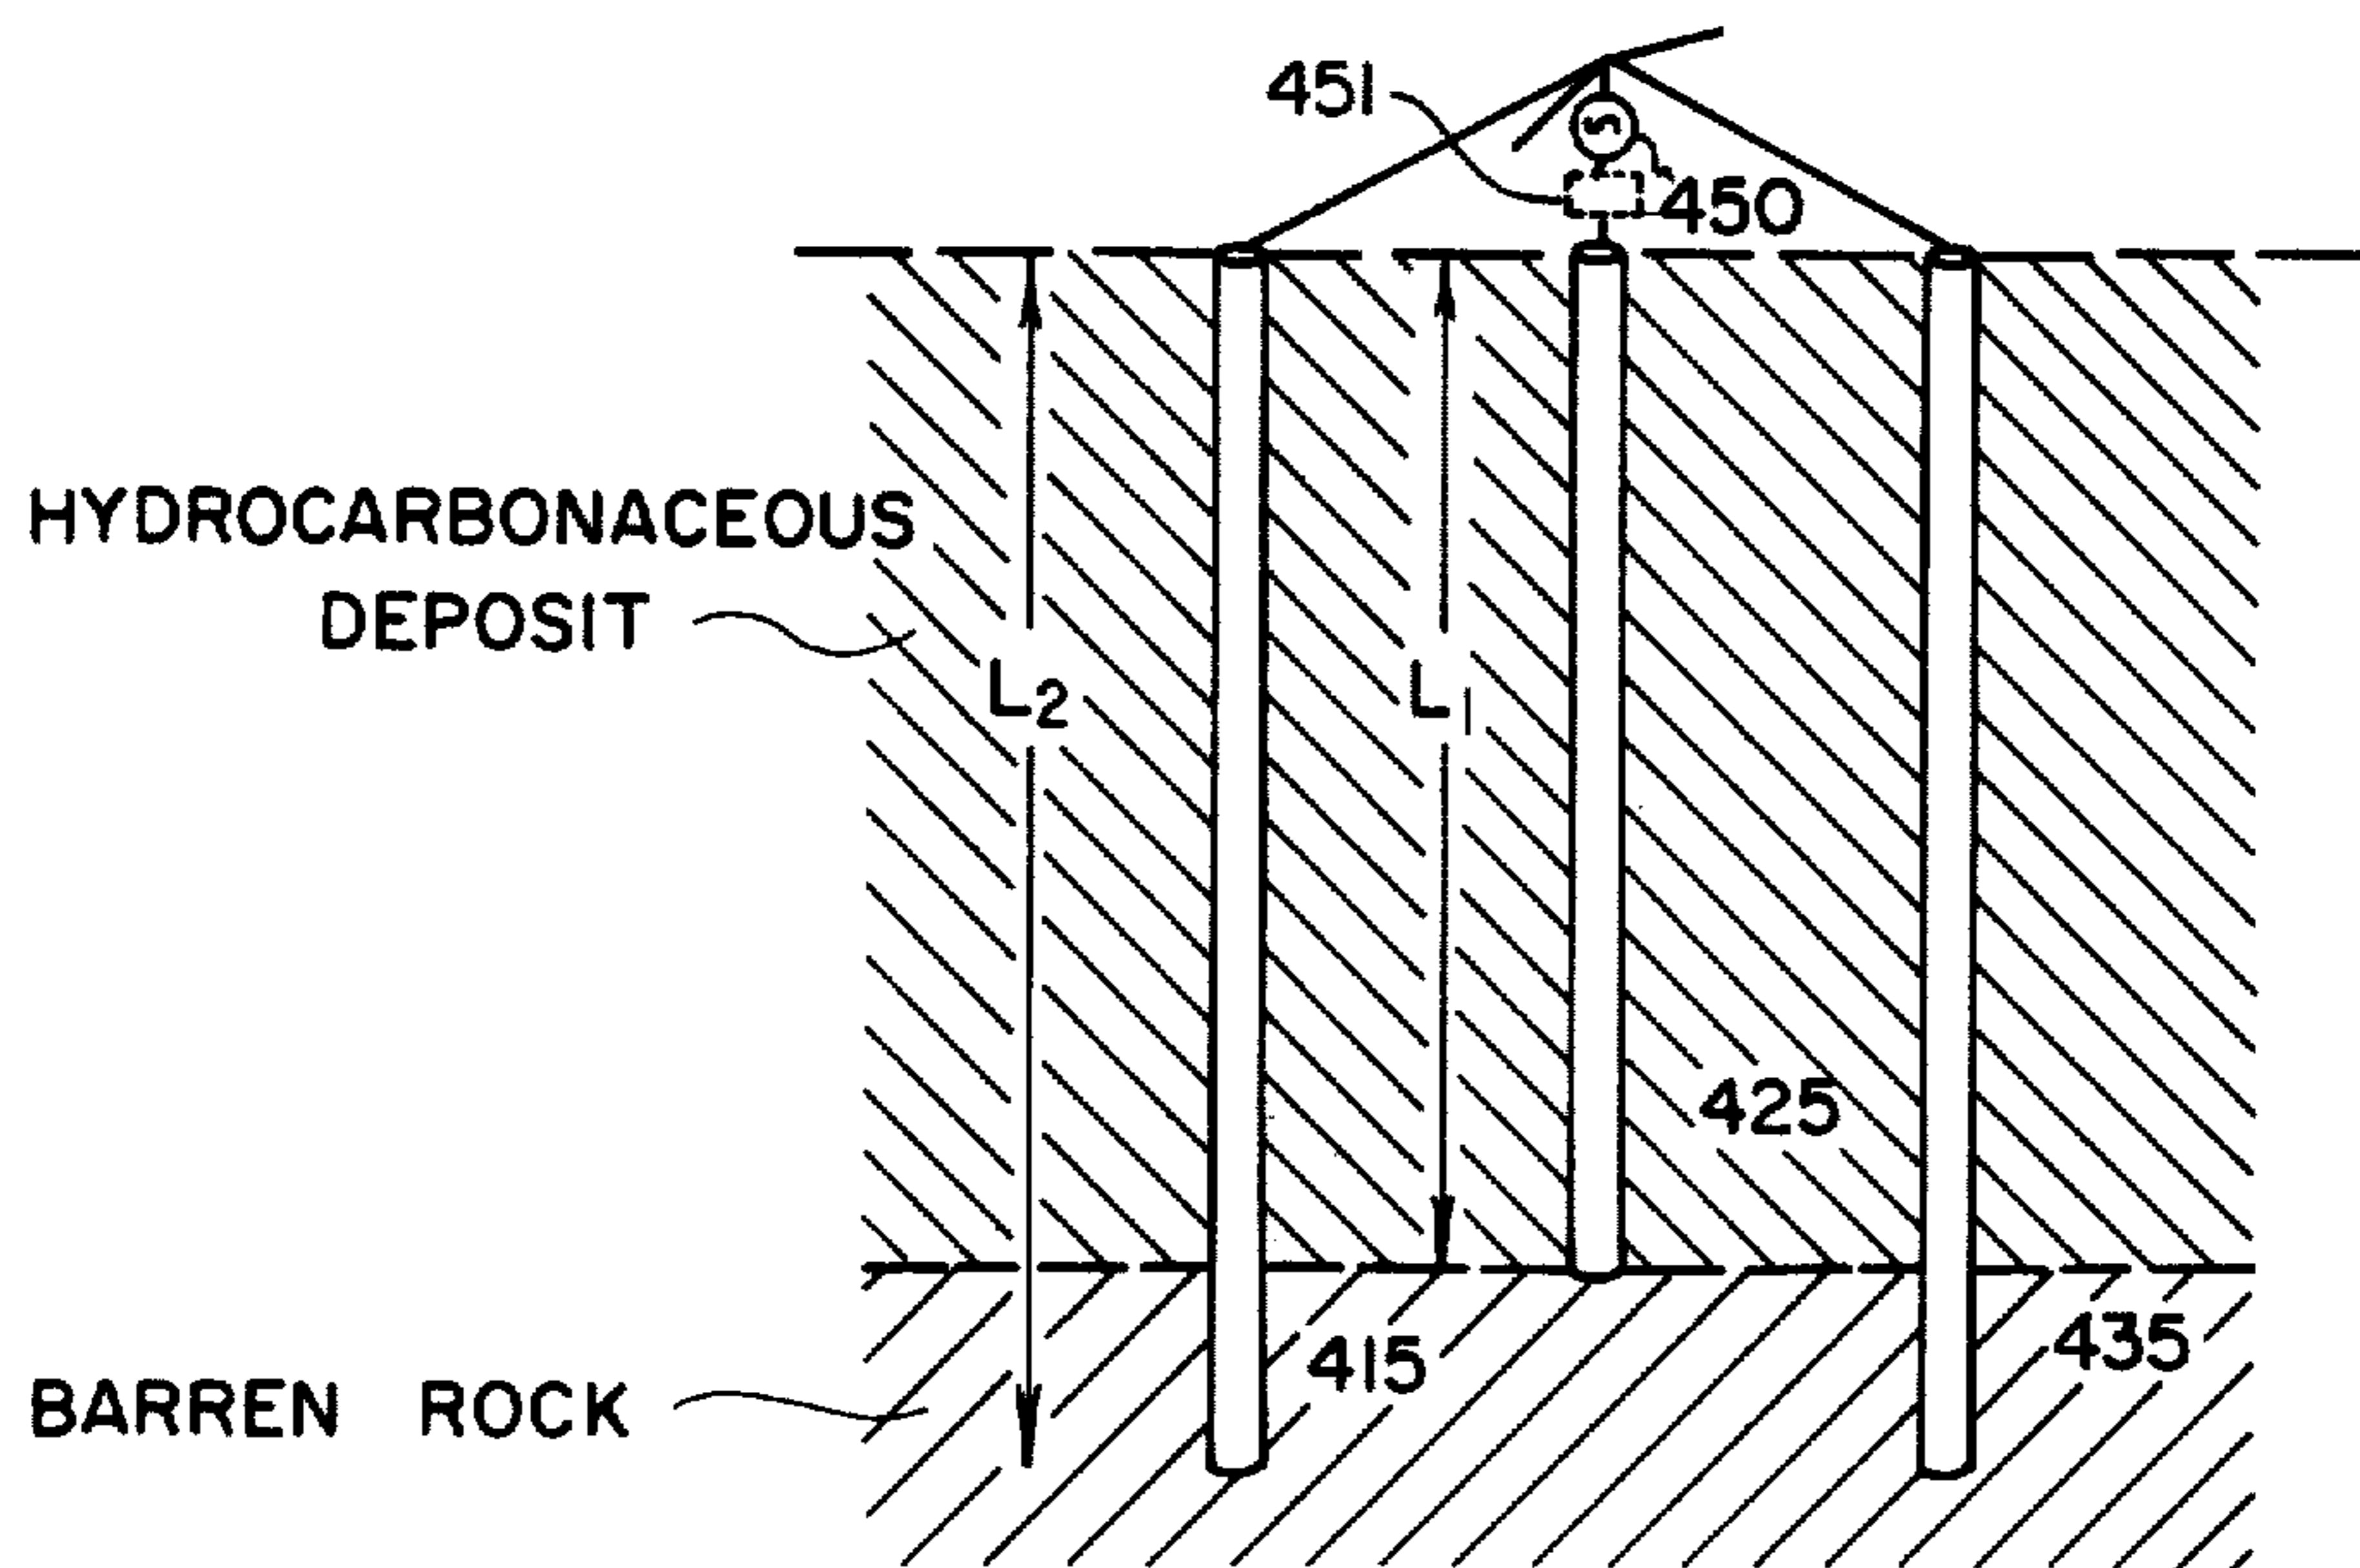 451
S
450
HYDROCARBONACEOUS
DEPOSIT
L2 L1
425
415 435
BARREN ROCK